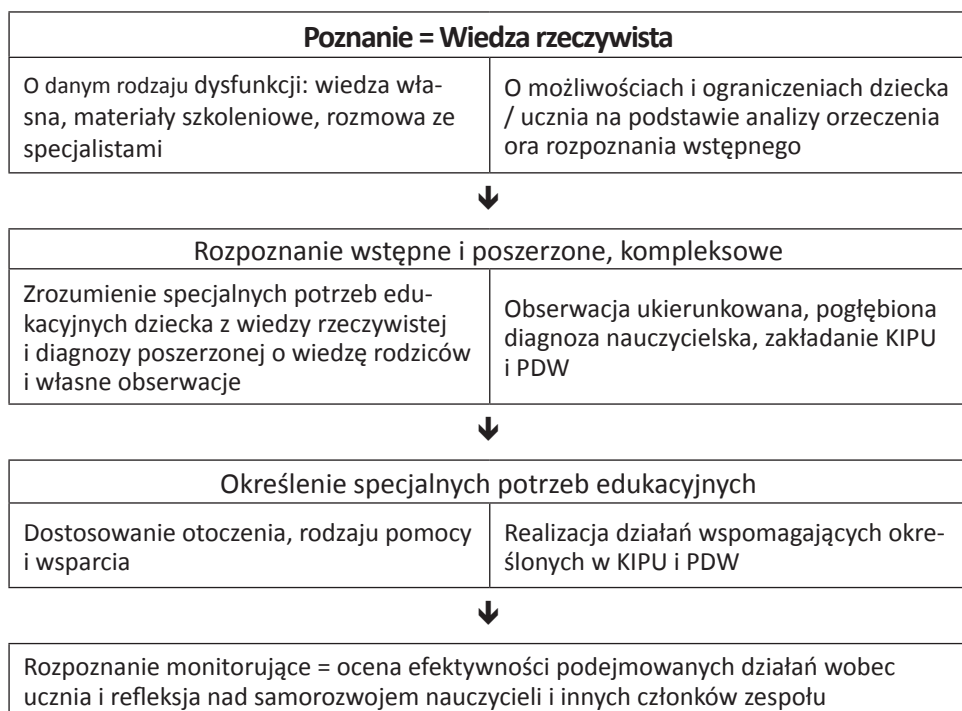 Poznanie = Wiedza rzeczywista
O danym rodzaju dysfunkcji: wiedza wła-
sna, materiały szkoleniowe, rozmowa ze
specjalistami
O możliwościach i ograniczeniach dziecka
/ ucznia na podstawie analizy orzeczenia
ora rozpoznania wstępnego
Rozpoznanie wstępne i poszerzone, kompleksowe
Zrozumienie specjalnych potrzeb edu-
kacyjnych dziecka z wiedzy rzeczywistej
i diagnozy poszerzonej o wiedzę rodziców
i własne obserwacje
Obserwacja ukierunkowana, pogłębiona
diagnoza nauczycielska, zakładanie KIPU
i PDW
Określenie specjalnych potrzeb edukacyjnych
Dostosowanie otoczenia, rodzaju pomocy
i wsparcia
Realizacja działań wspomagających okre-
ślonych w KIPU i PDW
Rozpoznanie monitorujące = ocena efektywności podejmowanych działań wobec
ucznia i refleksja nad samorozwojem nauczycieli i innych członków zespołu